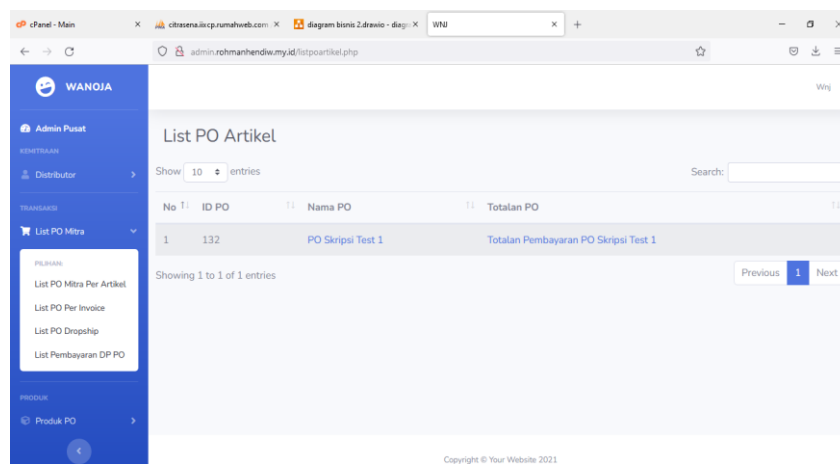 cPanel - Main
citrasena.iixcp.rumahweb.com
diagram bisnis 2.drawio - diagr
WNJ
admin.rohmanhendiw.my.id/listpoartikel.php
WANOJA
Wnj
Admin Pusat
KEMITRAAN
Distributor
TRANSAKSI
List PO Mitra
PILIHAN:
List PO Mitra Per Artikel
List PO Per Invoice
List PO Dropship
List Pembayaran DP PO
PRODUK
Produk PO
List PO Artikel
Show 10 entries
Search:
No ID PO Nama PO Totalan PO
1 132 PO Skripsi Test 1 Totalan Pembayaran PO Skripsi Test 1
Showing 1 to 1 of 1 entries
Previous 1 Next
Copyright © Your Website 2021